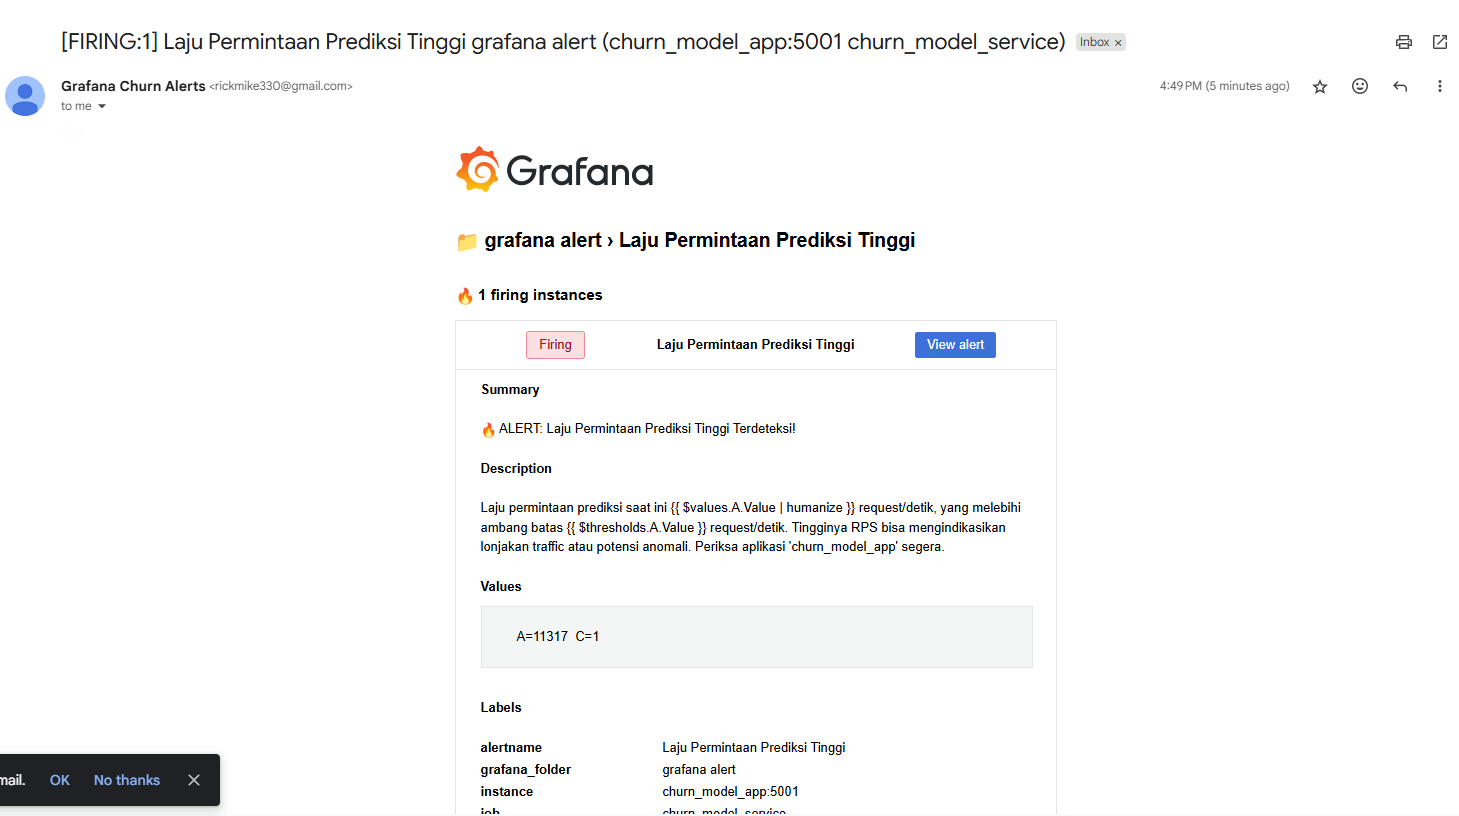 [FIRING:1] Laju Permintaan Prediksi Tinggi grafana alert (churn_model_app:5001 churn_model_service) Inbox ×
Grafana Churn Alerts <rickmike330@gmail.com>
4:49 PM (5 minutes ago)
to me
Grafana
grafana alert › Laju Permintaan Prediksi Tinggi
1 firing instances
Firing Laju Permintaan Prediksi Tinggi View alert
Summary
ALERT: Laju Permintaan Prediksi Tinggi Terdeteksi!
Description
Laju permintaan prediksi saat ini {{ $values.A.Value | humanize }} request/detik, yang melebihi
ambang batas {{ $thresholds.A.Value }} request/detik. Tingginya RPS bisa mengindikasikan
lonjakan traffic atau potensi anomali. Periksa aplikasi 'churn_model_app' segera.
Values
A=11317 C=1
Labels
alertname Laju Permintaan Prediksi Tinggi
grafana_folder grafana alert
instance churn_model_app:5001
job churn_model_service
mail. OK No thanks